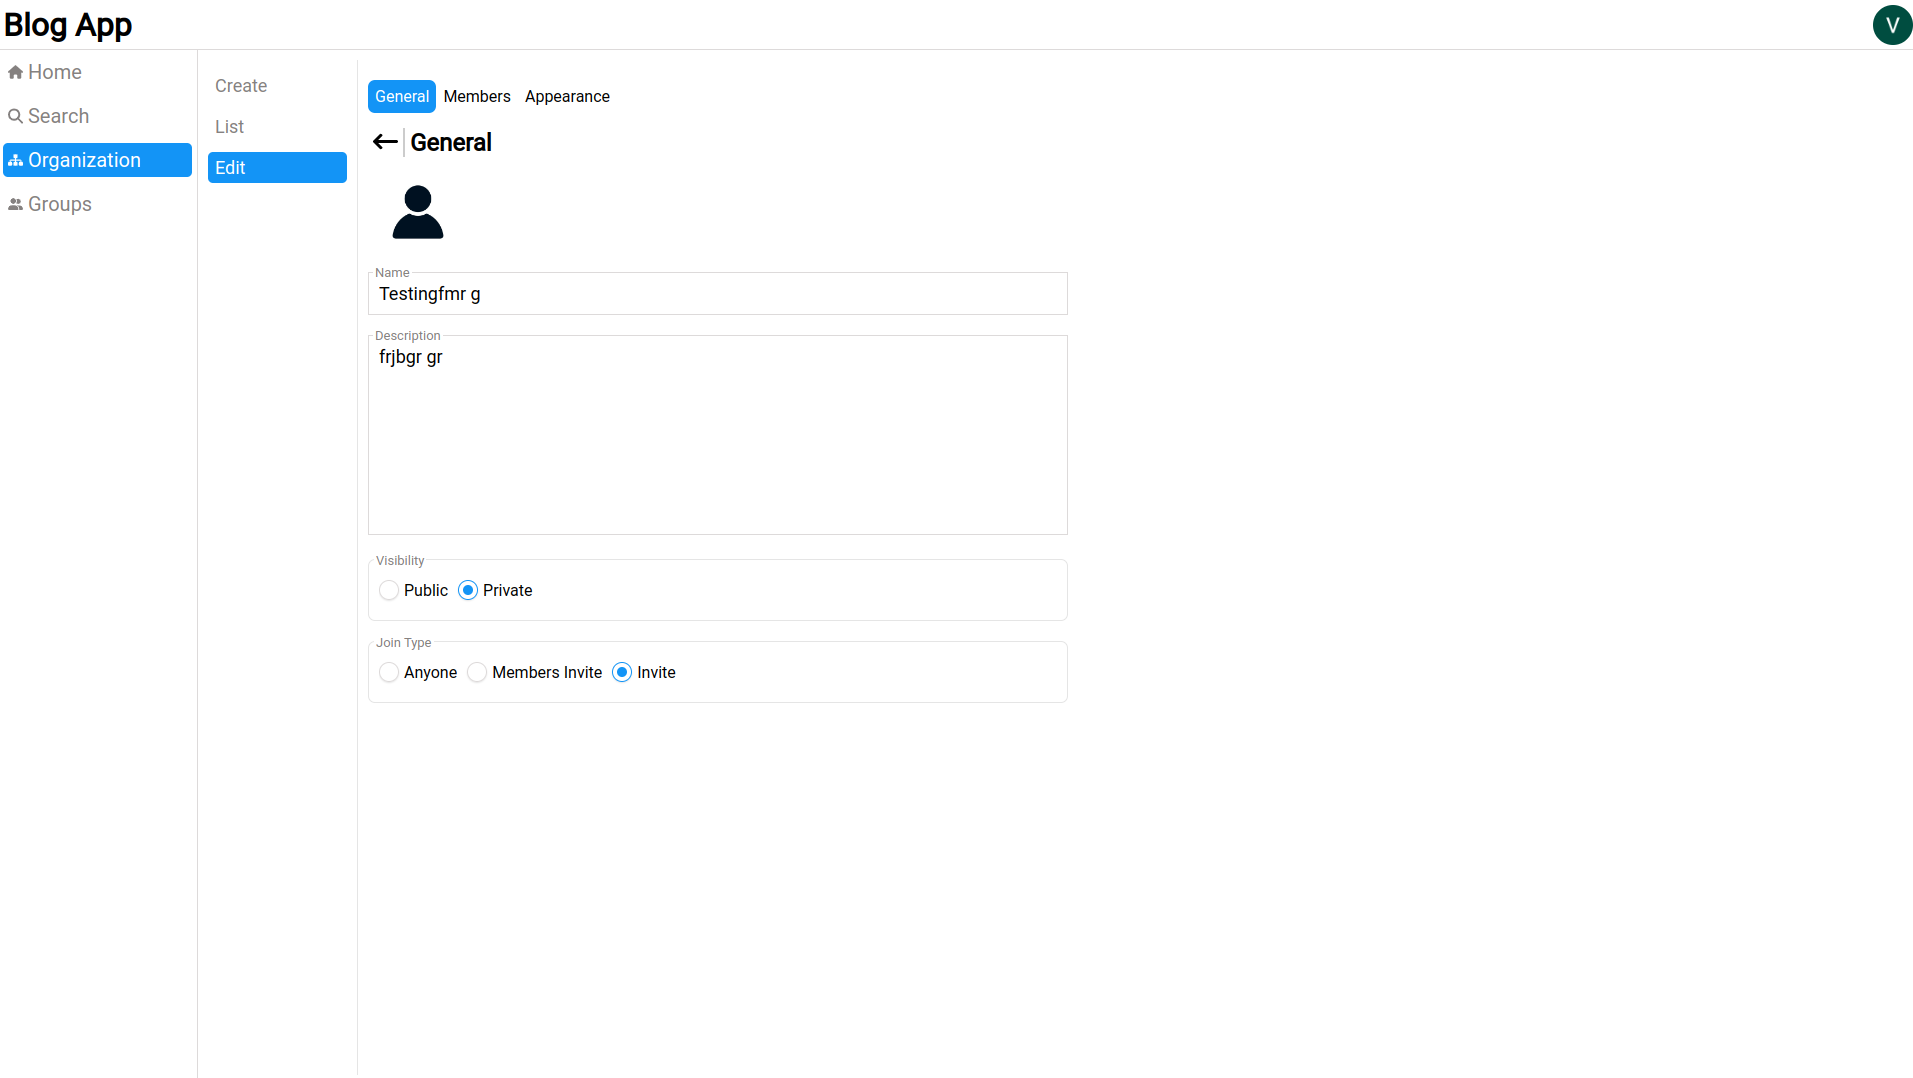 Blog App
V
Home
Search
Organization
Groups
Create
List
Edit
General Members Appearance
General
Name
Testingfmr g
Description
frjbgr gr
Visibility
Public Private
Join Type
Anyone Members Invite Invite